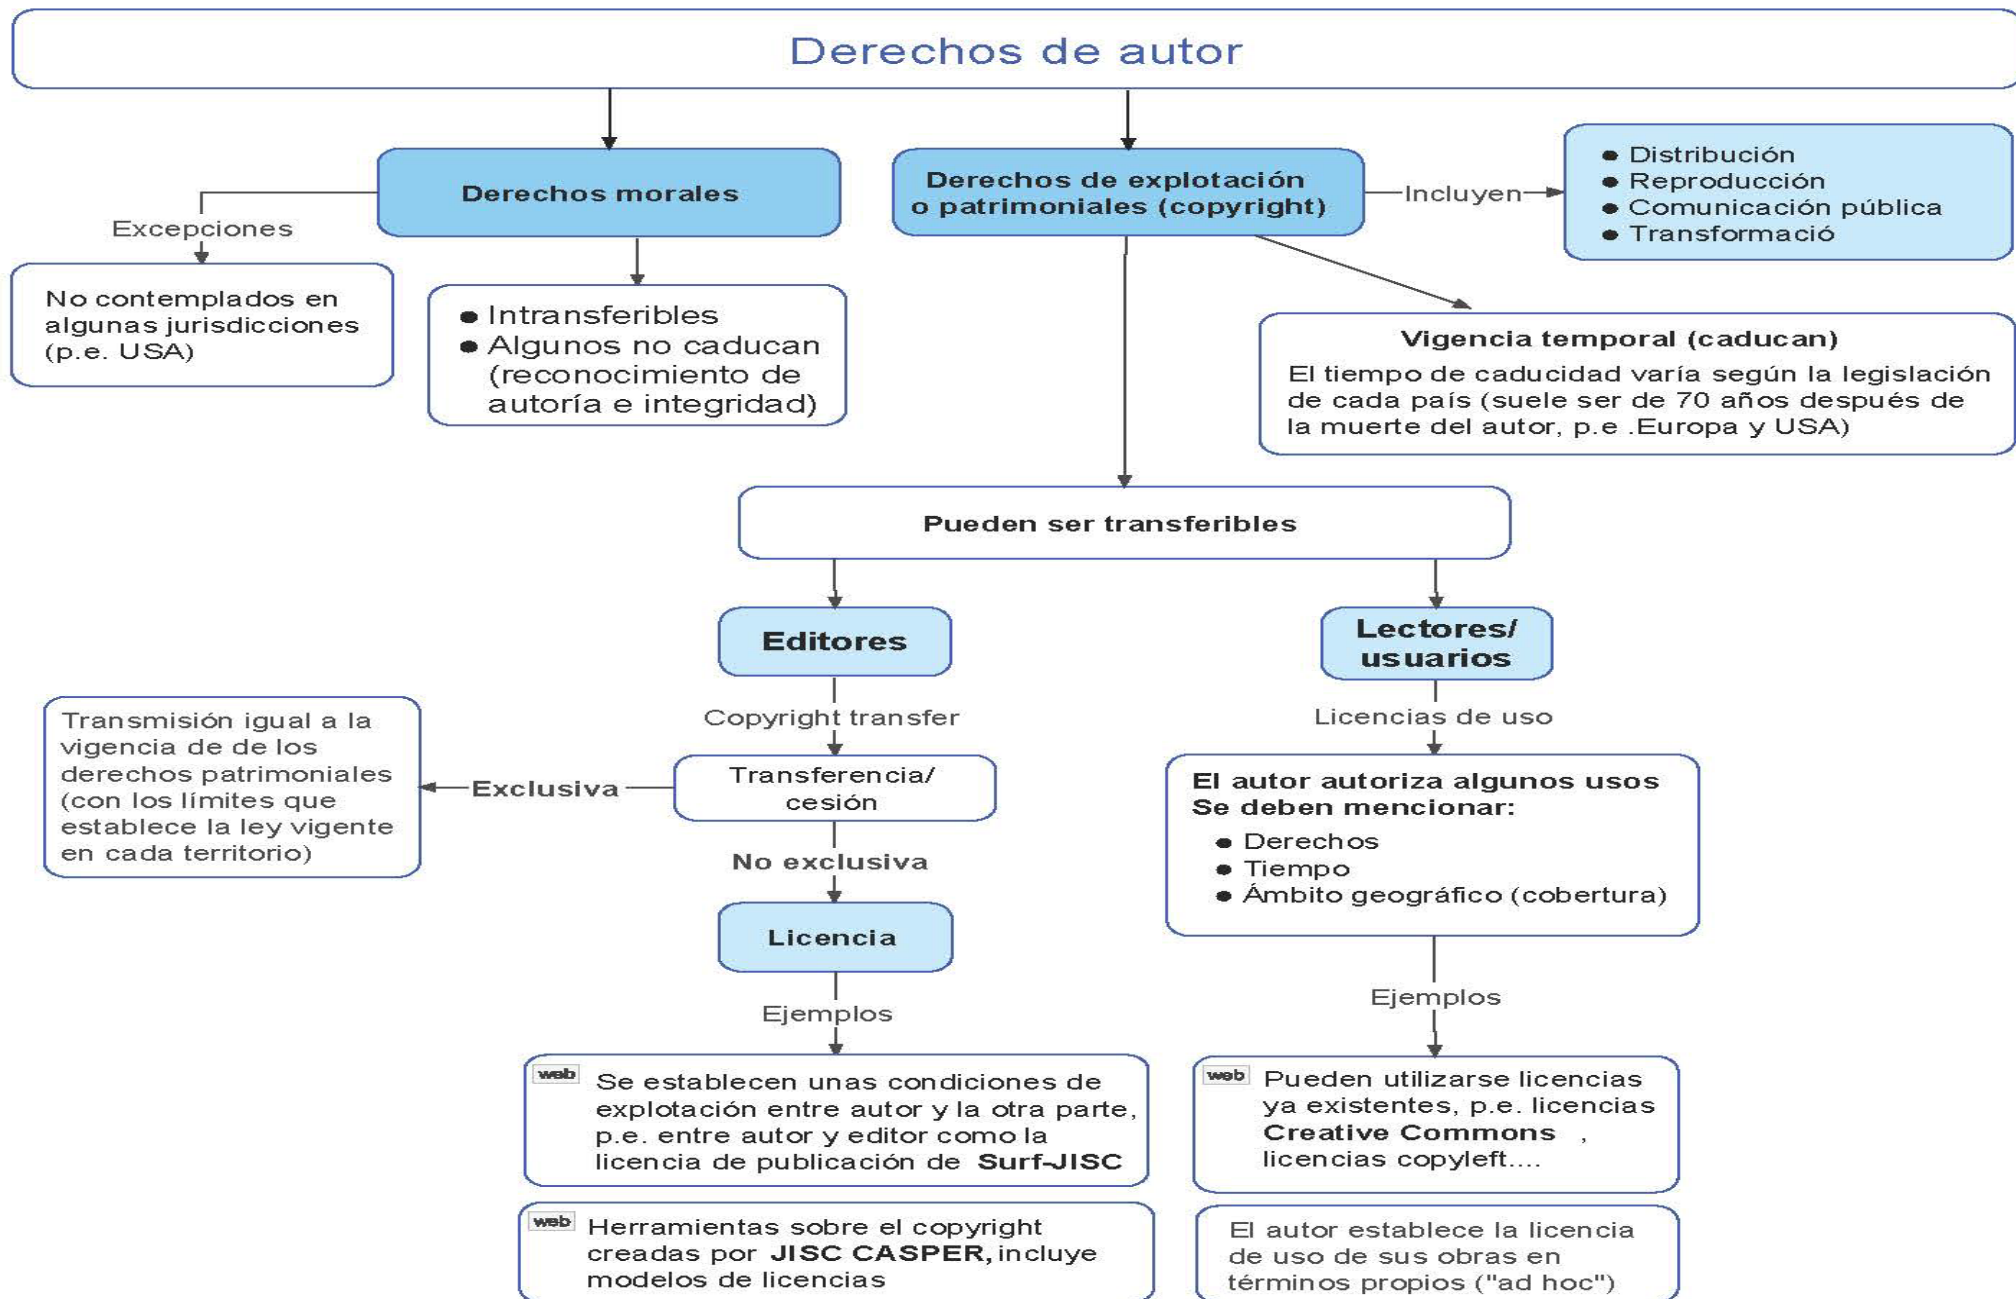 Derechos de autor
Derechos morales
Derechos de explotación
o patrimoniales (copyright)
Incluyen
● Distribución
● Reproducción
● Comunicación pública
● Transformació
Excepciones
No contemplados en
algunas jurisdicciones
(p.e. USA)
● Intransferibles
● Algunos no caducan
(reconocimiento de
autoría e integridad)
Vigencia temporal (caducan)
El tiempo de caducidad varía según la legislación
de cada país (suele ser de 70 años después de
la muerte del autor, p.e .Europa y USA)
Pueden ser transferibles
Editores
Lectores/
usuarios
Copyright transfer
Licencias de uso
Transmisión igual a la
vigencia de de los
derechos patrimoniales
(con los límites que
establece la ley vigente
en cada territorio)
Exclusiva
Transferencia/
cesión
El autor autoriza algunos usos
Se deben mencionar:
● Derechos
● Tiempo
● Ámbito geográfico (cobertura)
No exclusiva
Licencia
Ejemplos
Ejemplos
web Se establecen unas condiciones de
explotación entre autor y la otra parte,
p.e. entre autor y editor como la
licencia de publicación de Surf-JISC
web Pueden utilizarse licencias
ya existentes, p.e. licencias
Creative Commons ,
licencias copyleft....
web Herramientas sobre el copyright
creadas por JISC CASPER, incluye
modelos de licencias
El autor establece la licencia
de uso de sus obras en
términos propios ("ad hoc")